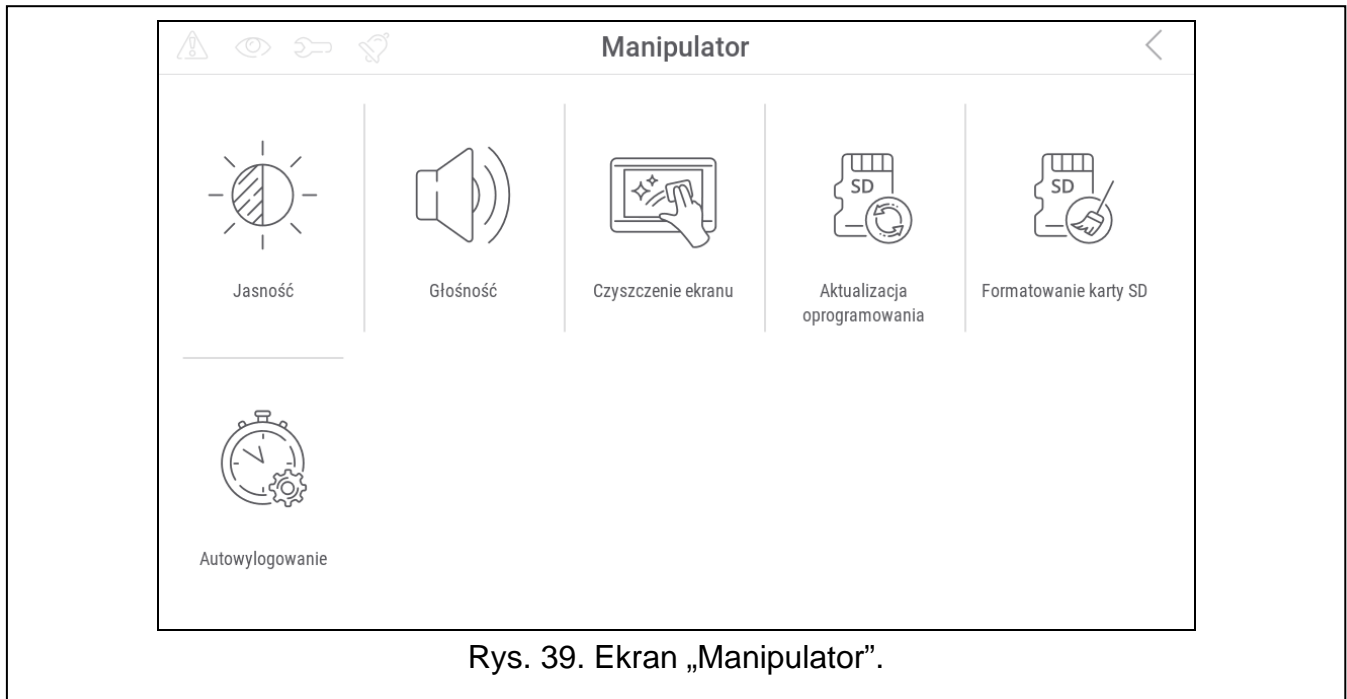 Manipulator
SD
SD
Jasność
Głośność
Czyszczenie ekranu
Aktualizacja
oprogramowania
Formatowanie karty SD
Autowylogowanie
Rys. 39. Ekran „Manipulator”.